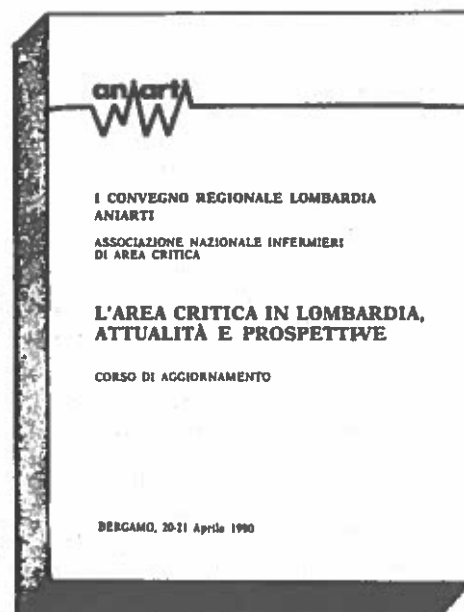 aniarti
I CONVEGNO REGIONALE LOMBARDIA
ANIARTI
ASSOCIAZIONE NAZIONALE INFERMIERI
DI AREA CRITICA
L'AREA CRITICA IN LOMBARDIA,
ATTUALITÀ E PROSPETTIVE
CORSO DI AGGIORNAMENTO
BERGAMO, 20-21 Aprile 1990